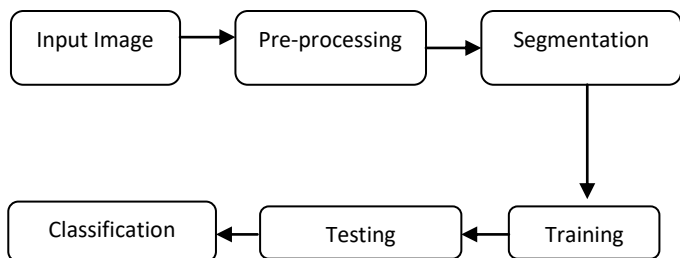 Input Image
Pre-processing
Segmentation
Classification
Testing
Training